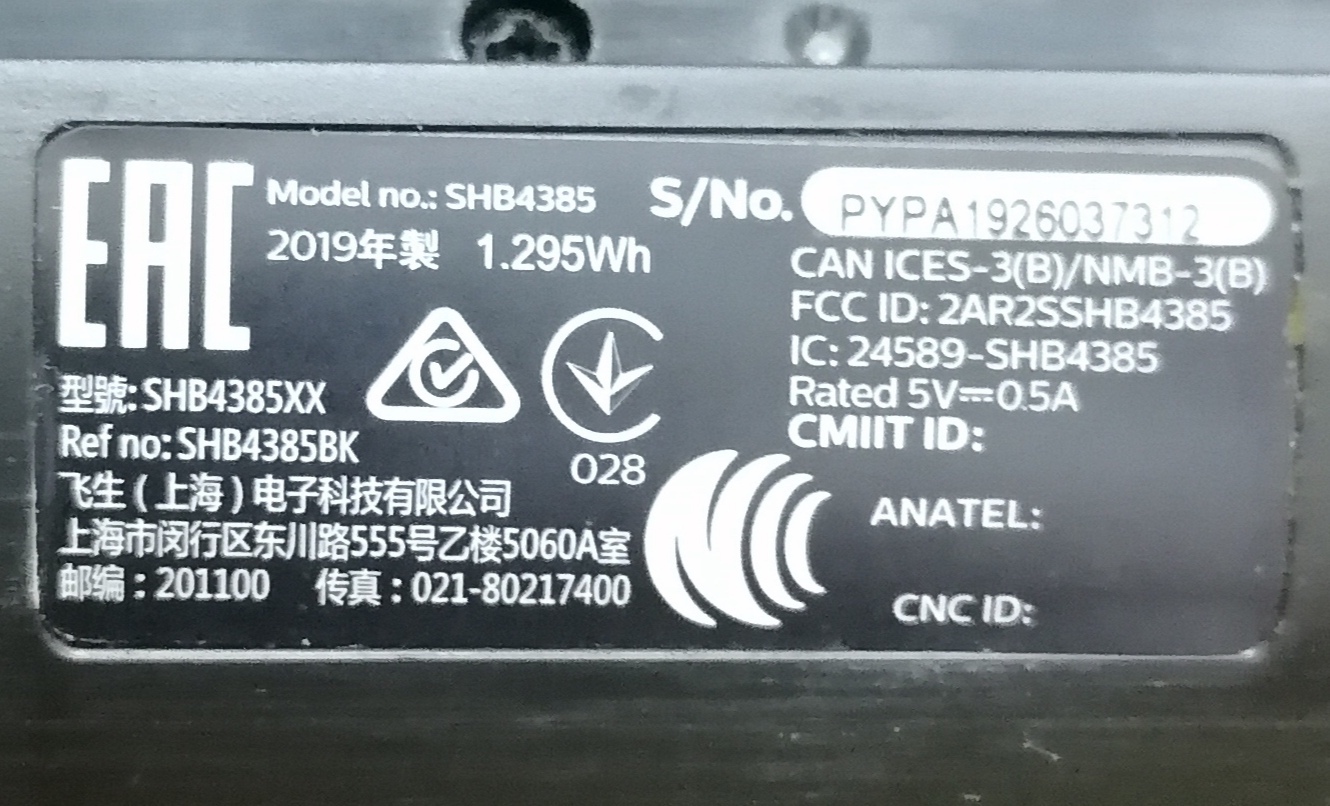 EAC
Model no.: SHB4385
2019年製 1.295Wh
S/No. PYPA1926037312
CAN ICES-3(B)/NMB-3(B)
FCC ID: 2AR2SSHB4385
IC: 24589-SHB4385
Rated 5V⎓0.5A
CMIIT ID:
028
型號: SHB4385XX
Ref no: SHB4385BK
飞生(上海)电子科技有限公司
上海市闵行区东川路555号乙楼5060A室
邮编：201100 传真：021-80217400
ANATEL:
CNC ID: